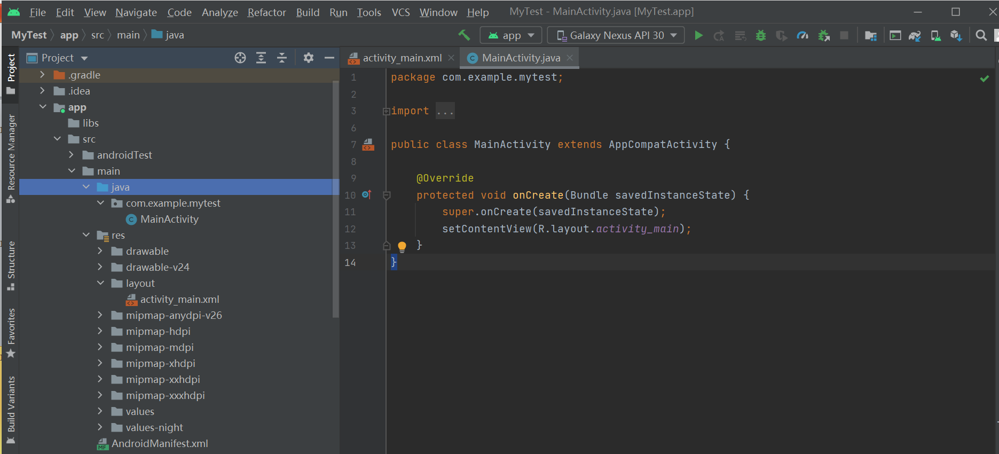 File Edit View Navigate Code Analyze Refactor Build Run Tools VCS Window Help MyTest - MainActivity.java [MyTest.app]
MyTest app src main java app Galaxy Nexus API 30
Project
Project
activity_main.xml
MainActivity.java
Resource Manager
Structure
Favorites
Build Variants
.gradle
.idea
app
libs
src
androidTest
main
java
com.example.mytest
MainActivity
res
drawable
drawable-v24
layout
activity_main.xml
mipmap-anydpi-v26
mipmap-hdpi
mipmap-mdpi
mipmap-xhdpi
mipmap-xxhdpi
mipmap-xxxhdpi
values
values-night
AndroidManifest.xml
1 package com.example.mytest;
2
3 import ...
6
7 public class MainActivity extends AppCompatActivity {
8
9 @Override
10 protected void onCreate(Bundle savedInstanceState) {
11 super.onCreate(savedInstanceState);
12 setContentView(R.layout.activity_main);
13 }
14 }